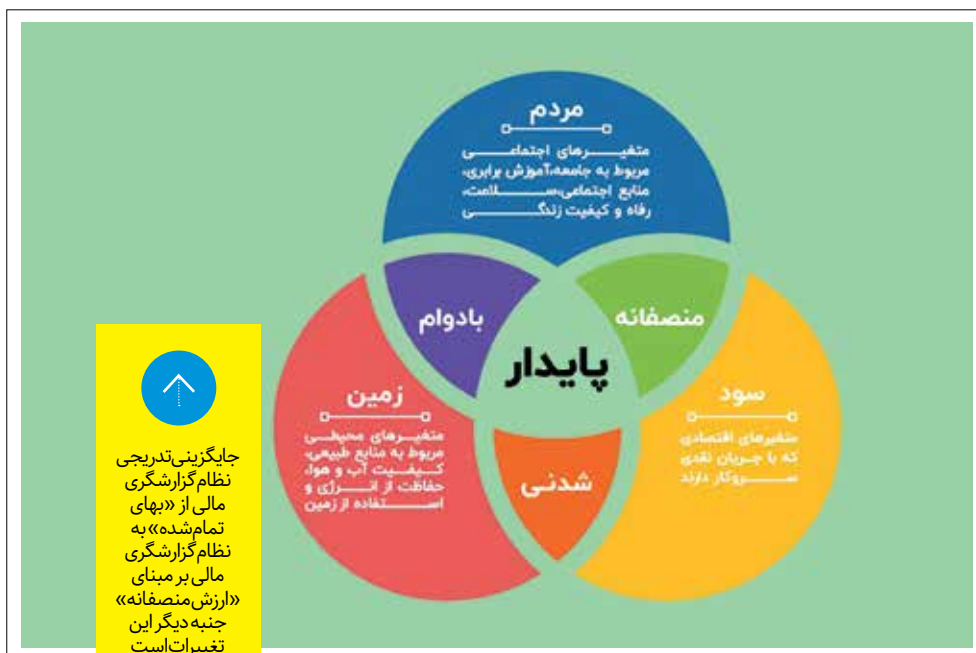 مردم
متغیرهای اجتماعی
مربوط به جامعه،آموزش برابری،
منابع اجتماعی،سلامت،
رفاه و کیفیت زندگی
بادوام
منصفانه
پایدار
زمین
متغیرهای محیطی
مربوط به منابع طبیعی،
کیفیت آب و هوا،
حفاظت از انرژی و
استفاده از زمین
سود
متغیرهای اقتصادی
که با جریان نقدی
سروکار دارند
شدنی
جایگزینی تدریجی
نظام گزارشگری
مالی از «بهای
تمام‌شده» به
نظام گزارشگری
مالی بر مبنای
«ارزش منصفانه»
جنبه دیگر این
تغییرات است